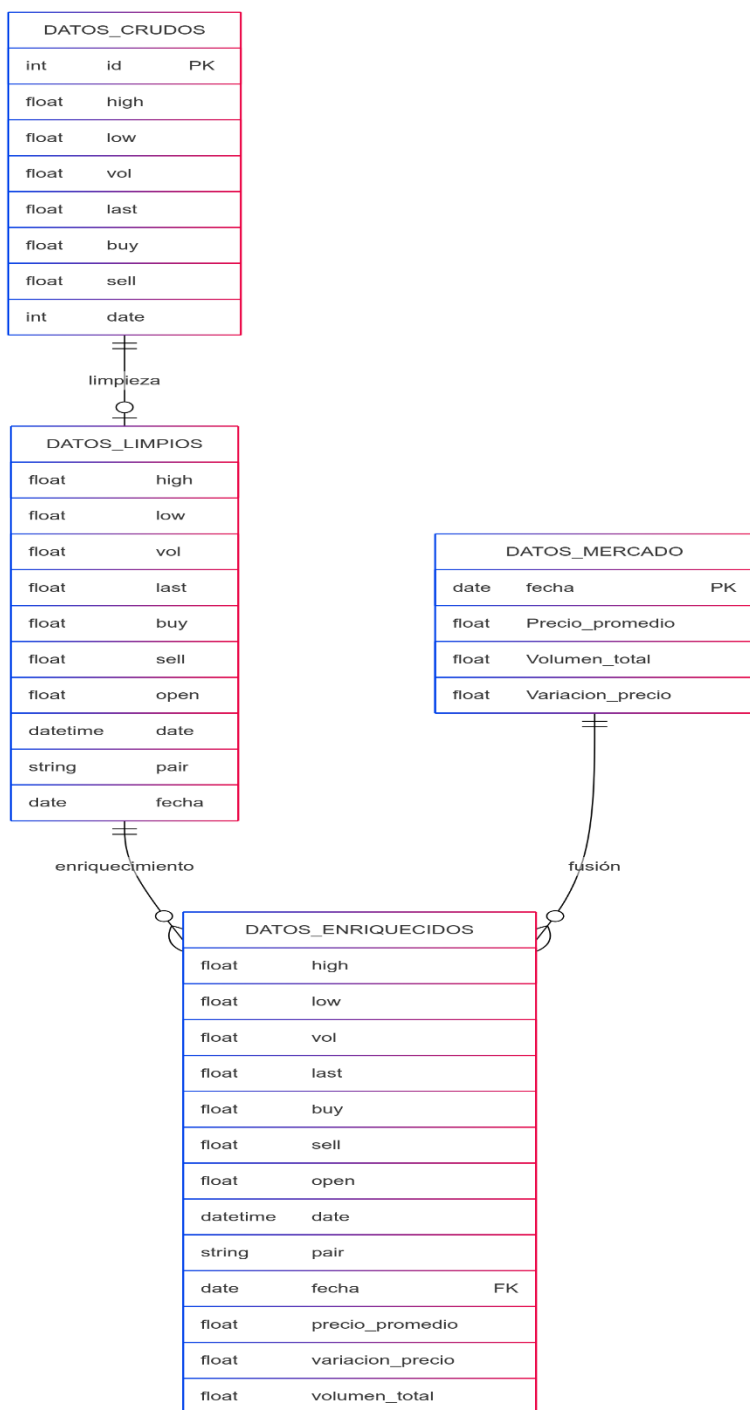 DATOS_CRUDOS
int id PK
float high
float low
float vol
float last
float buy
float sell
int date
limpieza
DATOS_LIMPIOS
float high
float low
float vol
float last
float buy
float sell
float open
datetime date
string pair
date fecha
DATOS_MERCADO
date fecha PK
float Precio_promedio
float Volumen_total
float Variacion_precio
enriquecimiento
fusión
DATOS_ENRIQUECIDOS
float high
float low
float vol
float last
float buy
float sell
float open
datetime date
string pair
date fecha FK
float precio_promedio
float variacion_precio
float volumen_total